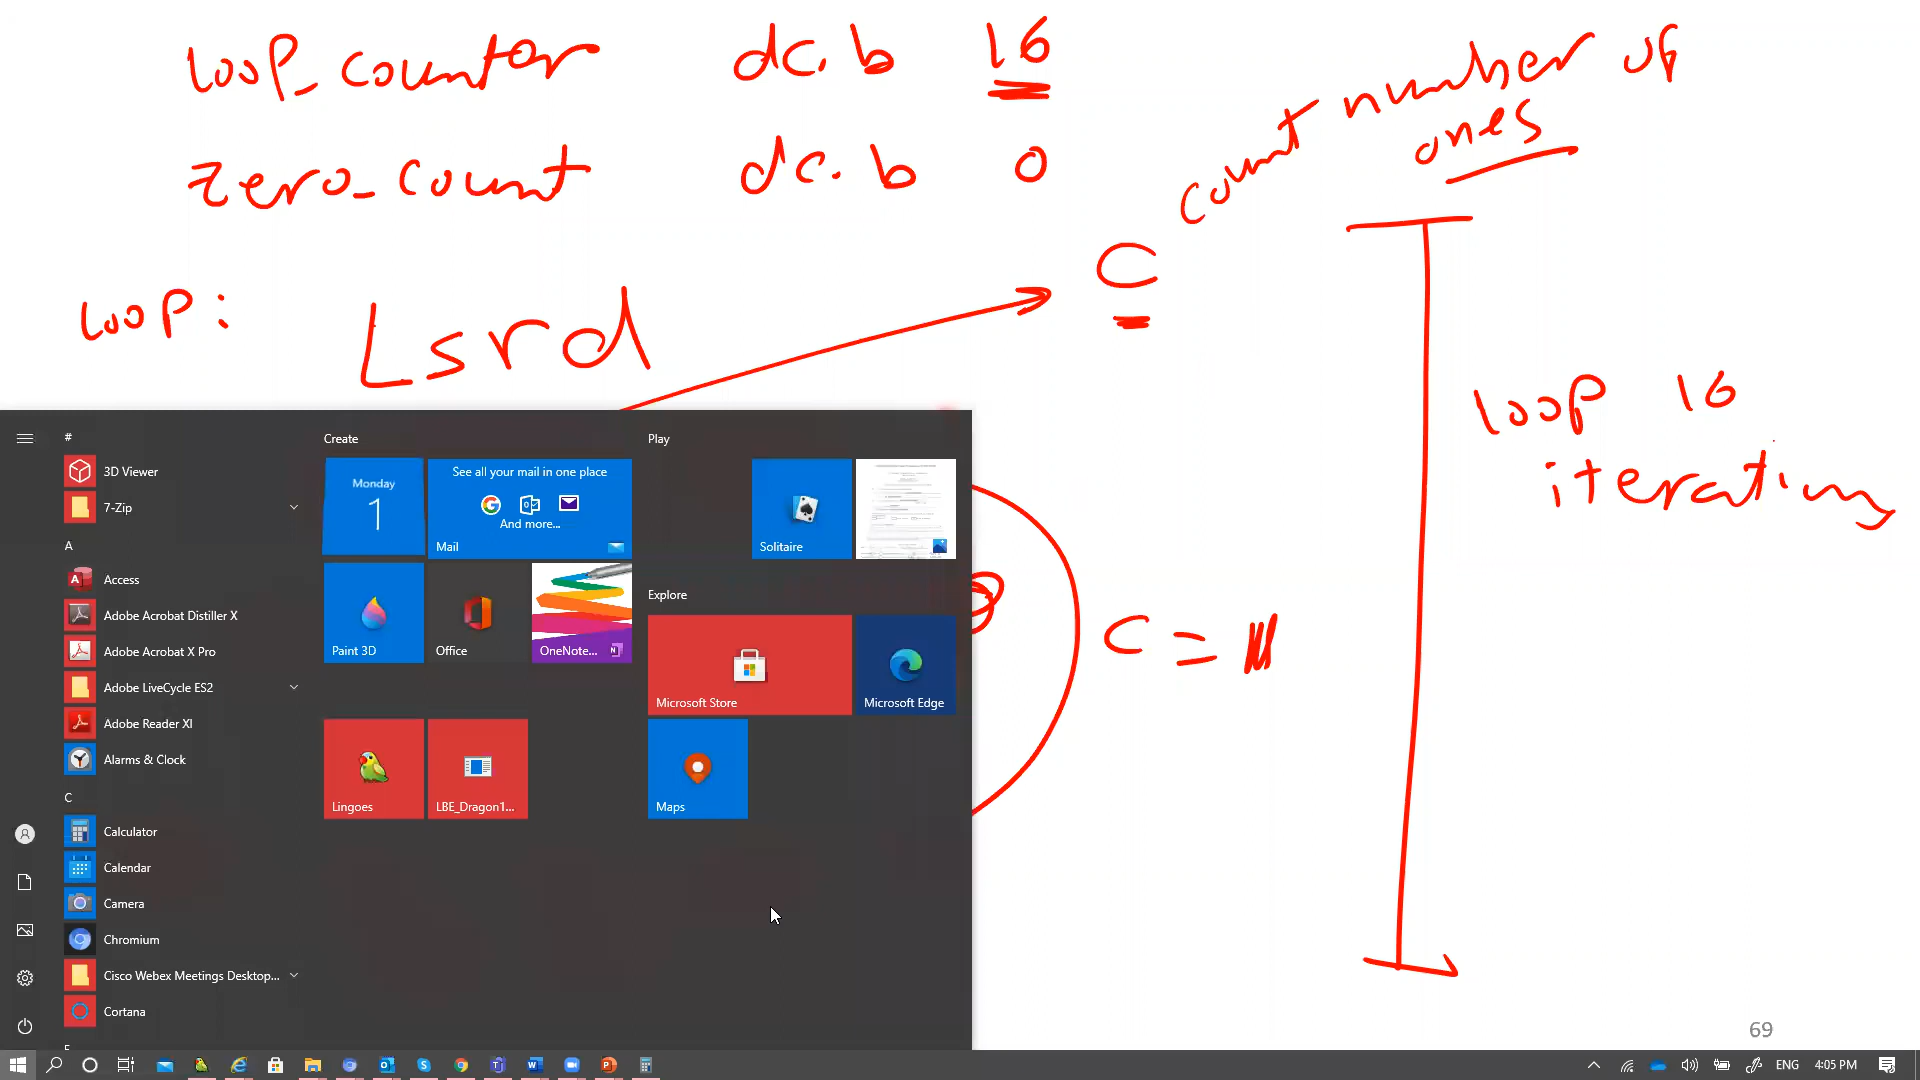 loop_counter dc.b 16
zero_count dc.b 0
count number of
ones
C
loop: Lsrd
loop 16
iterating
C =
#
3D Viewer
7-Zip
A
Access
Adobe Acrobat Distiller X
Adobe Acrobat X Pro
Adobe LiveCycle ES2
Adobe Reader XI
Alarms & Clock
C
Calculator
Calendar
Camera
Chromium
Cisco Webex Meetings Desktop...
Cortana
Create
Monday
1
See all your mail in one place
And more...
Mail
Paint 3D
Office
OneNote...
Lingoes
LBE_Dragon1...
Play
Solitaire
Explore
Microsoft Store
Microsoft Edge
Maps
69
ENG
4:05 PM